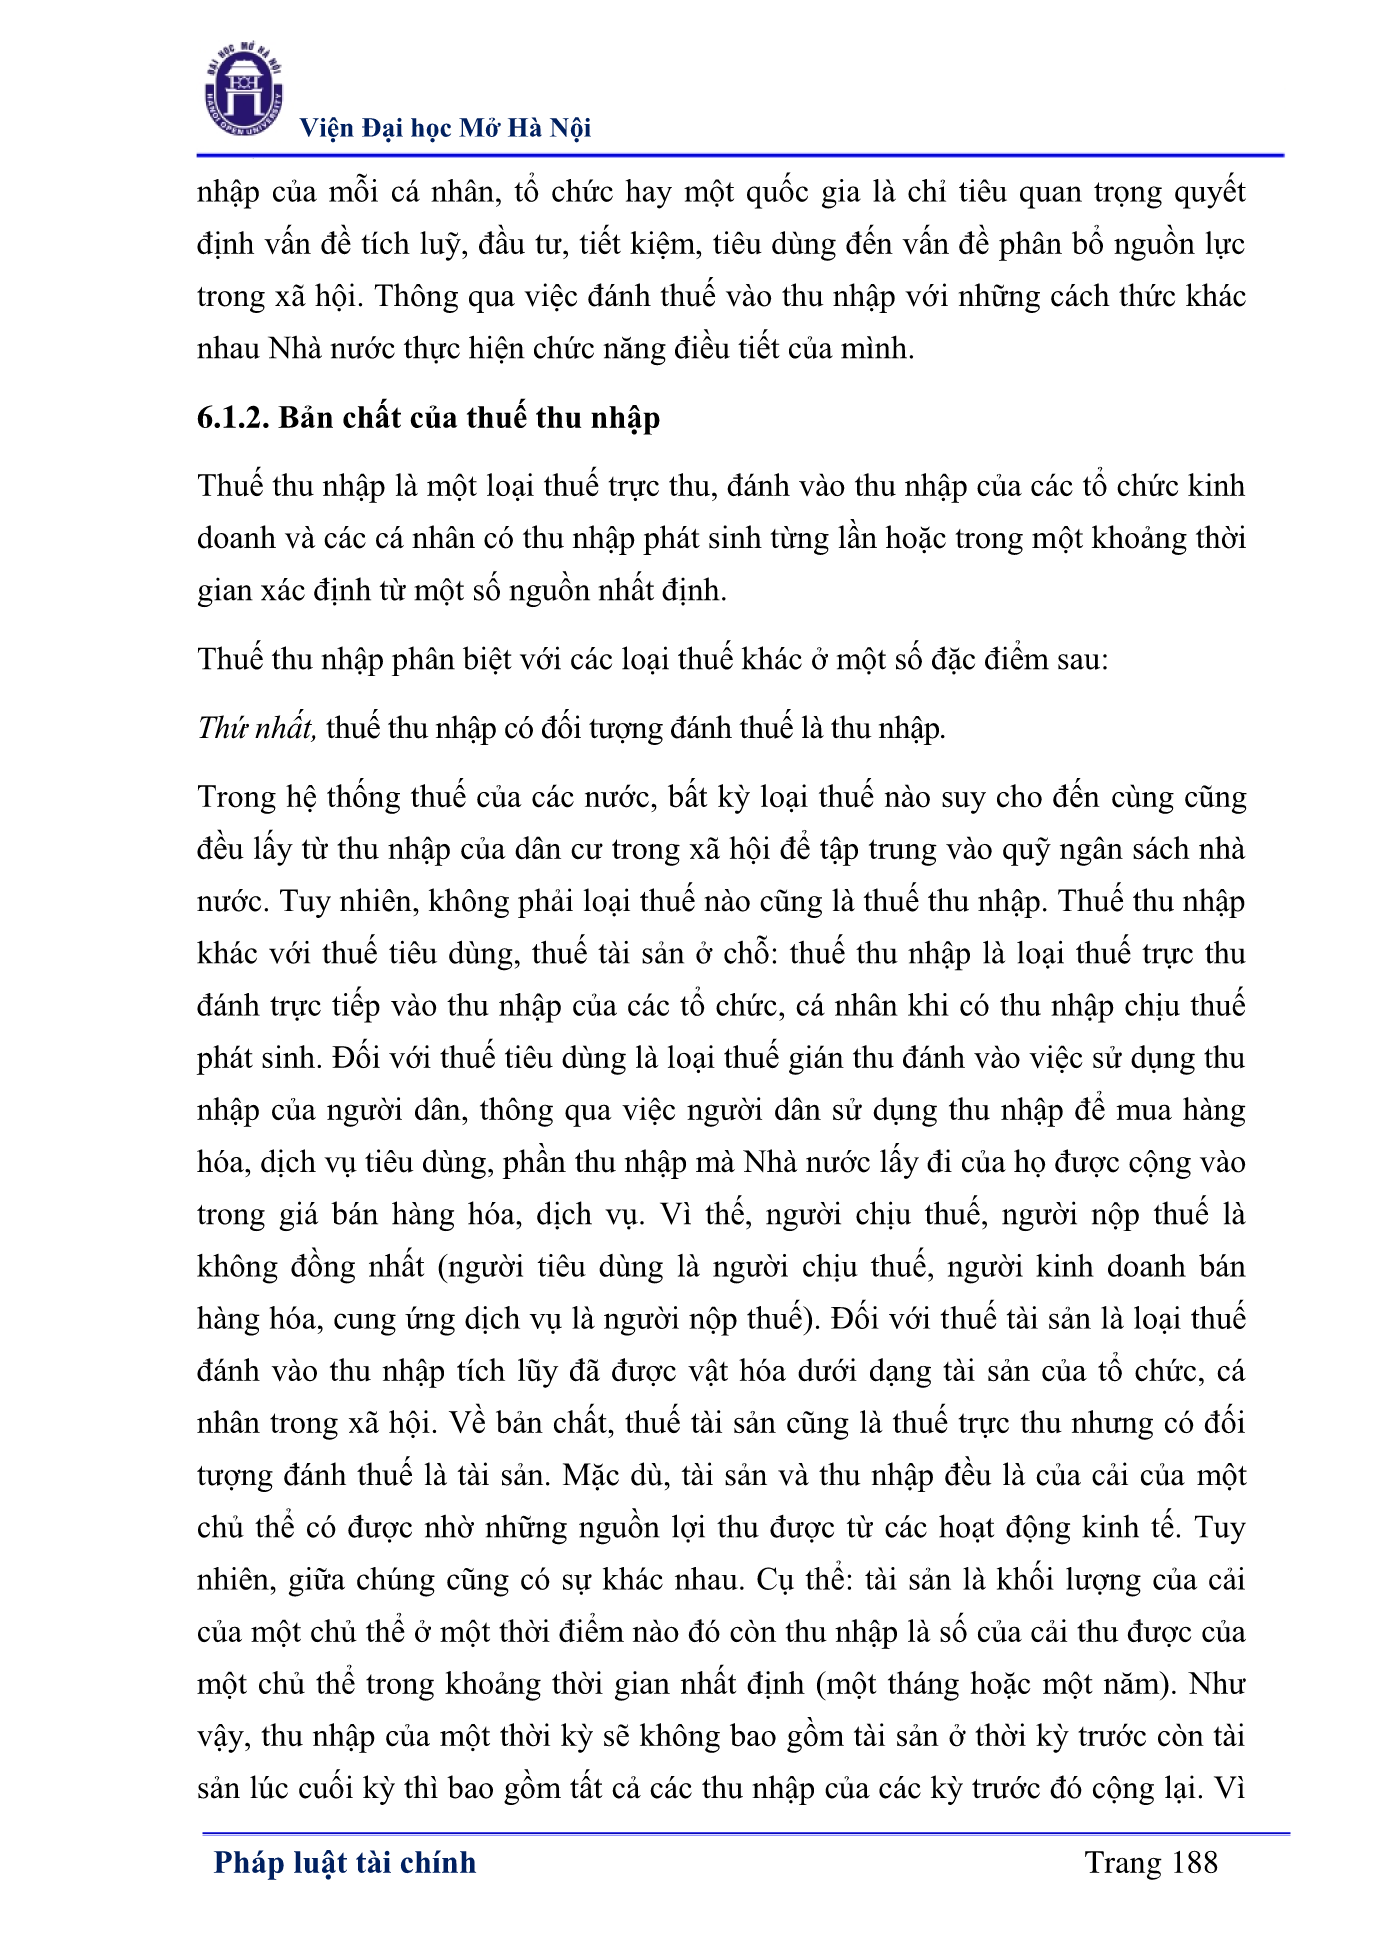 ĐẠI HỌC MỞ HÀ NỘI
HANOI OPEN UNIVERSITY
Viện Đại học Mở Hà Nội
nhập của mỗi cá nhân, tổ chức hay một quốc gia là chỉ tiêu quan trọng quyết
định vấn đề tích luỹ, đầu tư, tiết kiệm, tiêu dùng đến vấn đề phân bổ nguồn lực
trong xã hội. Thông qua việc đánh thuế vào thu nhập với những cách thức khác
nhau Nhà nước thực hiện chức năng điều tiết của mình.
6.1.2. Bản chất của thuế thu nhập
Thuế thu nhập là một loại thuế trực thu, đánh vào thu nhập của các tổ chức kinh
doanh và các cá nhân có thu nhập phát sinh từng lần hoặc trong một khoảng thời
gian xác định từ một số nguồn nhất định.
Thuế thu nhập phân biệt với các loại thuế khác ở một số đặc điểm sau:
Thứ nhất, thuế thu nhập có đối tượng đánh thuế là thu nhập.
Trong hệ thống thuế của các nước, bất kỳ loại thuế nào suy cho đến cùng cũng
đều lấy từ thu nhập của dân cư trong xã hội để tập trung vào quỹ ngân sách nhà
nước. Tuy nhiên, không phải loại thuế nào cũng là thuế thu nhập. Thuế thu nhập
khác với thuế tiêu dùng, thuế tài sản ở chỗ: thuế thu nhập là loại thuế trực thu
đánh trực tiếp vào thu nhập của các tổ chức, cá nhân khi có thu nhập chịu thuế
phát sinh. Đối với thuế tiêu dùng là loại thuế gián thu đánh vào việc sử dụng thu
nhập của người dân, thông qua việc người dân sử dụng thu nhập để mua hàng
hóa, dịch vụ tiêu dùng, phần thu nhập mà Nhà nước lấy đi của họ được cộng vào
trong giá bán hàng hóa, dịch vụ. Vì thế, người chịu thuế, người nộp thuế là
không đồng nhất (người tiêu dùng là người chịu thuế, người kinh doanh bán
hàng hóa, cung ứng dịch vụ là người nộp thuế). Đối với thuế tài sản là loại thuế
đánh vào thu nhập tích lũy đã được vật hóa dưới dạng tài sản của tổ chức, cá
nhân trong xã hội. Về bản chất, thuế tài sản cũng là thuế trực thu nhưng có đối
tượng đánh thuế là tài sản. Mặc dù, tài sản và thu nhập đều là của cải của một
chủ thể có được nhờ những nguồn lợi thu được từ các hoạt động kinh tế. Tuy
nhiên, giữa chúng cũng có sự khác nhau. Cụ thể: tài sản là khối lượng của cải
của một chủ thể ở một thời điểm nào đó còn thu nhập là số của cải thu được của
một chủ thể trong khoảng thời gian nhất định (một tháng hoặc một năm). Như
vậy, thu nhập của một thời kỳ sẽ không bao gồm tài sản ở thời kỳ trước còn tài
sản lúc cuối kỳ thì bao gồm tất cả các thu nhập của các kỳ trước đó cộng lại. Vì
Pháp luật tài chính Trang 188